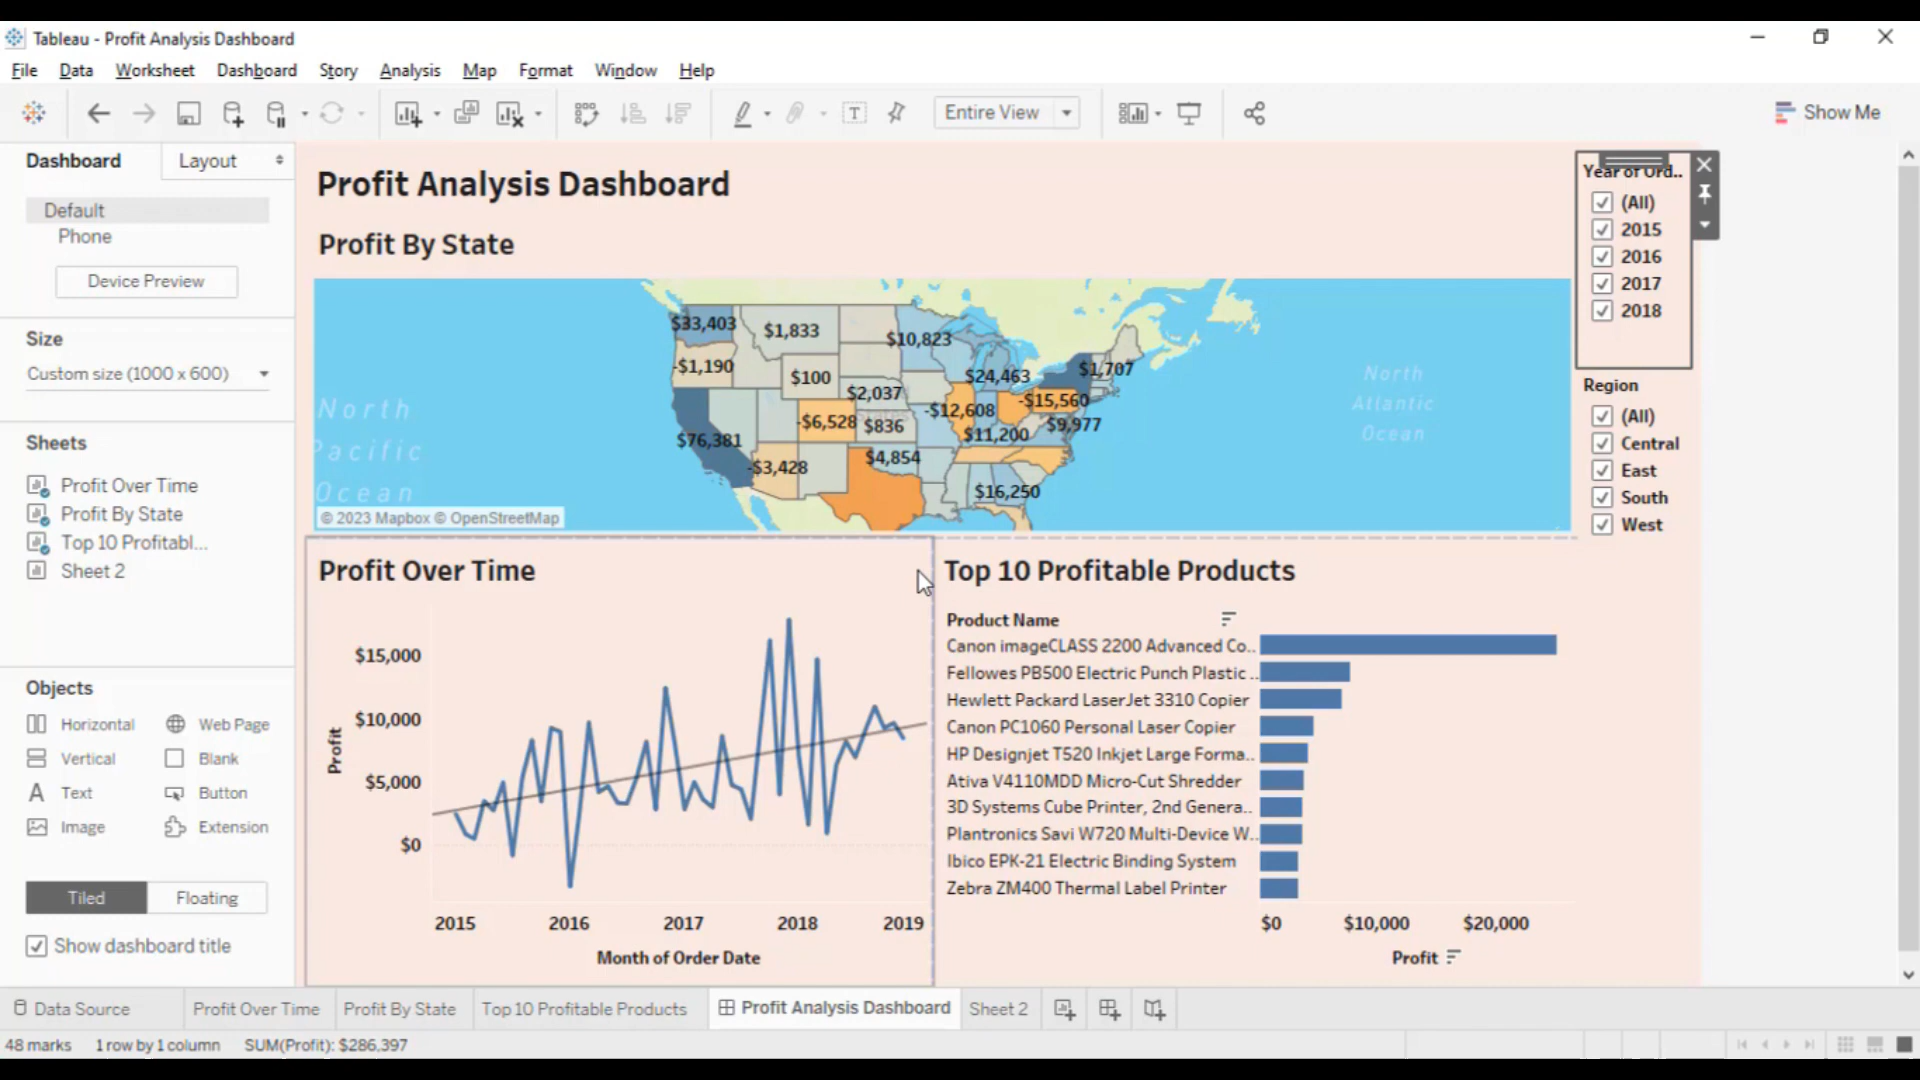 Tableau - Profit Analysis Dashboard
File Data Worksheet Dashboard Story Analysis Map Format Window Help
Entire View
Show Me
Dashboard Layout
Default
Phone
Device Preview
Size
Custom size (1000 x 600)
Sheets
Profit Over Time
Profit By State
Top 10 Profitabl...
Sheet 2
Objects
Horizontal Web Page
Vertical Blank
Text Button
Image Extension
Tiled Floating
Show dashboard title
Profit Analysis Dashboard
Profit By State
$33,403 $1,833 $10,823
-$1,190 $100 $24,463 $1,707
$2,037 -$12,608 -$15,560
-$6,528 $836 $11,200 $9,977
$76,381 -$3,428 $4,854
$16,250
North
Pacific
Ocean
North
Atlantic
Ocean
© 2023 Mapbox © OpenStreetMap
Year of Ord..
(All)
2015
2016
2017
2018
Region
(All)
Central
East
South
West
Profit Over Time
Profit
$15,000
$10,000
$5,000
$0
2015 2016 2017 2018 2019
Month of Order Date
Top 10 Profitable Products
Product Name
Canon imageCLASS 2200 Advanced Co..
Fellowes PB500 Electric Punch Plastic ..
Hewlett Packard LaserJet 3310 Copier
Canon PC1060 Personal Laser Copier
HP Designjet T520 Inkjet Large Forma..
Ativa V4110MDD Micro-Cut Shredder
3D Systems Cube Printer, 2nd Genera..
Plantronics Savi W720 Multi-Device W..
Ibico EPK-21 Electric Binding System
Zebra ZM400 Thermal Label Printer
$0 $10,000 $20,000
Profit
Data Source Profit Over Time Profit By State Top 10 Profitable Products Profit Analysis Dashboard Sheet 2
48 marks 1 row by 1 column SUM(Profit): $286,397